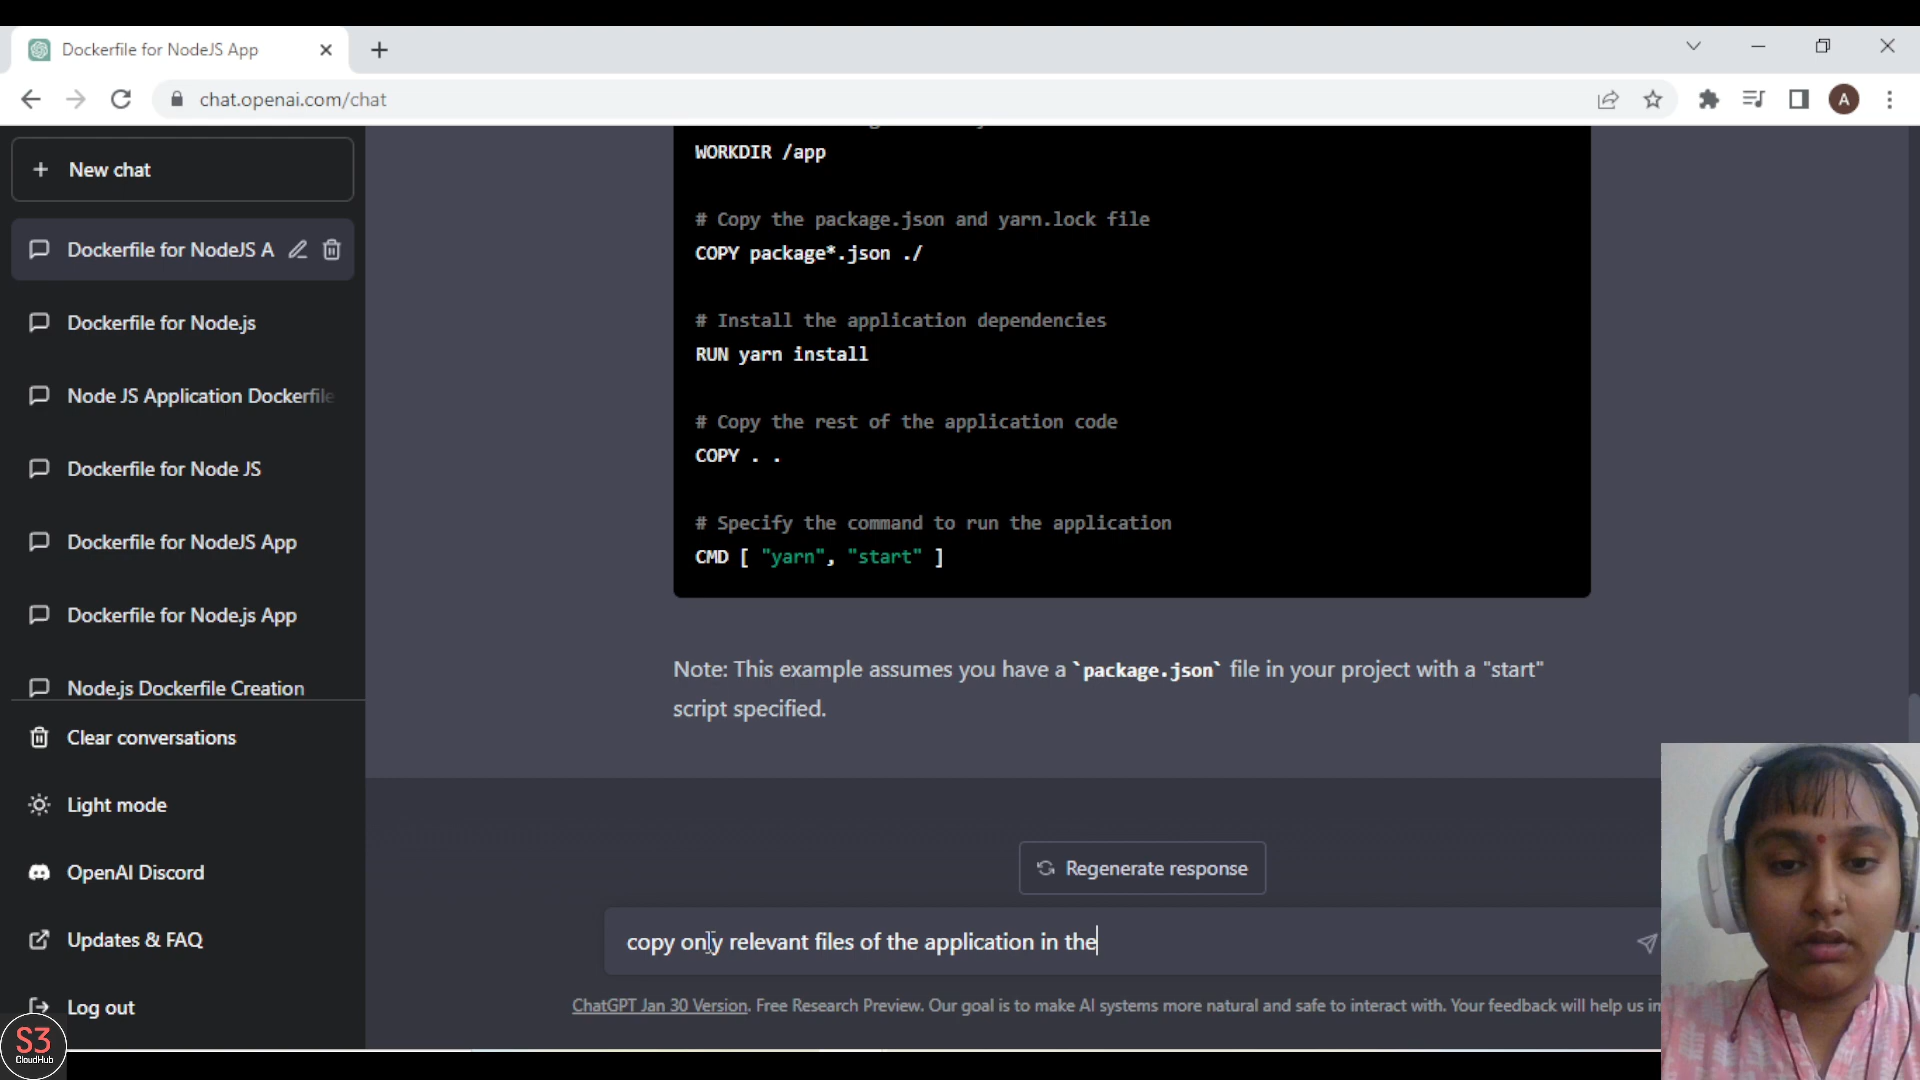 Dockerfile for NodeJS App
chat.openai.com/chat
A
New chat
Dockerfile for NodeJS A
Dockerfile for Node.js
Node JS Application Dockerfile
Dockerfile for Node JS
Dockerfile for NodeJS App
Dockerfile for Node.js App
Node.js Dockerfile Creation
Clear conversations
Light mode
OpenAI Discord
Updates & FAQ
Log out
S3
CloudHub
WORKDIR /app
# Copy the package.json and yarn.lock file
COPY package*.json ./
# Install the application dependencies
RUN yarn install
# Copy the rest of the application code
COPY . .
# Specify the command to run the application
CMD [ "yarn", "start" ]
Note: This example assumes you have a `package.json` file in your project with a "start"
script specified.
Regenerate response
copy only relevant files of the application in the
ChatGPT Jan 30 Version. Free Research Preview. Our goal is to make AI systems more natural and safe to interact with. Your feedback will help us